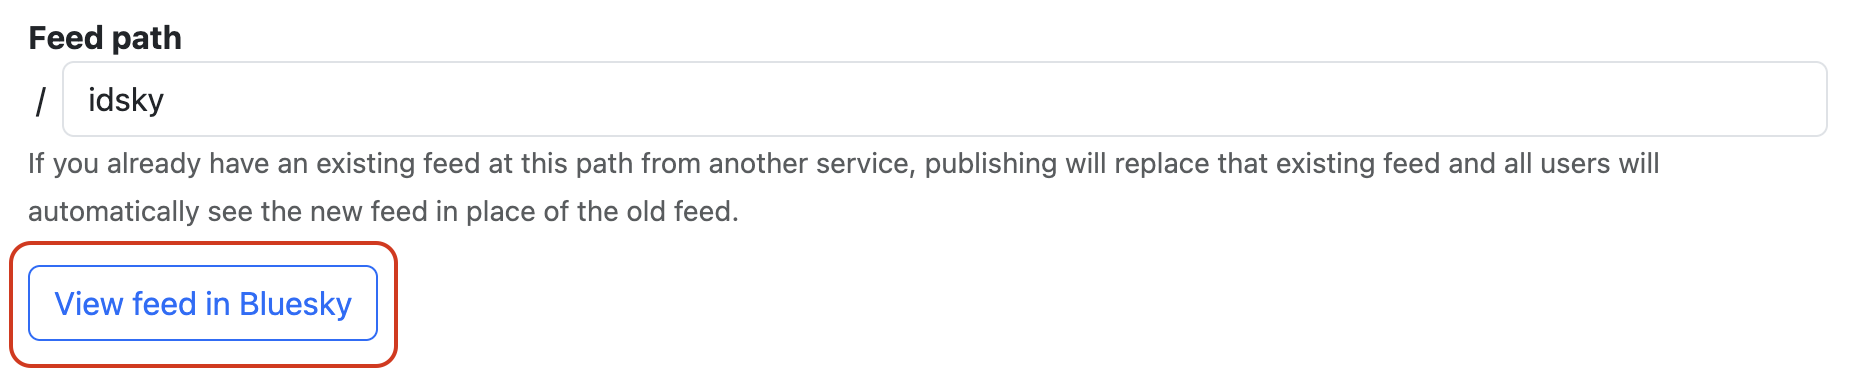 Feed path
/ idsky
If you already have an existing feed at this path from another service, publishing will replace that existing feed and all users will
automatically see the new feed in place of the old feed.
View feed in Bluesky